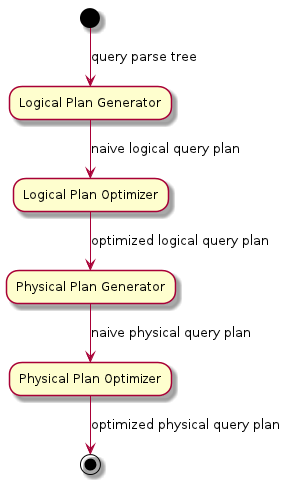 query parse tree
Logical Plan Generator
naive logical query plan
Logical Plan Optimizer
optimized logical query plan
Physical Plan Generator
naive physical query plan
Physical Plan Optimizer
optimized physical query plan